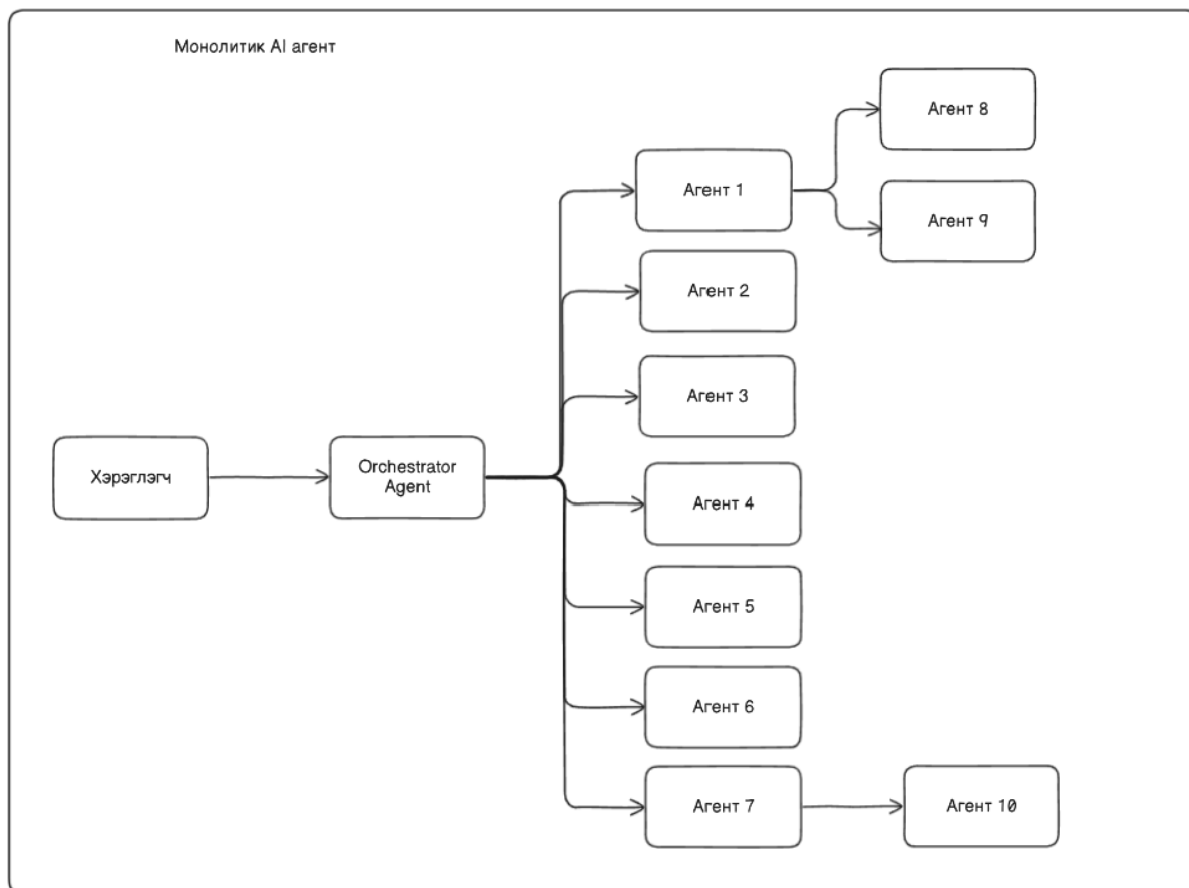 Монолитик AI агент
Агент 8
Агент 1
Агент 9
Агент 2
Агент 3
Хэрэглэгч
Orchestrator
Agent
Агент 4
Агент 5
Агент 6
Агент 7
Агент 10